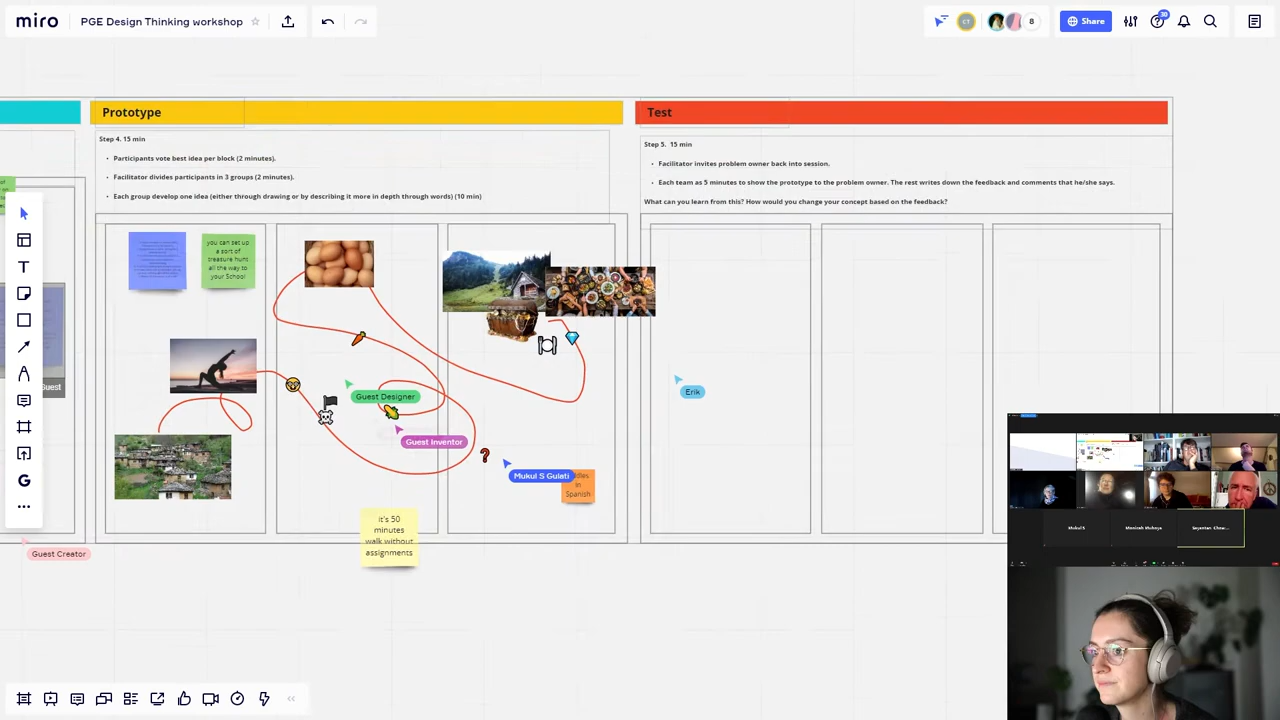 miro
PGE Design Thinking workshop
8
Share
30
Prototype
Test
Step 4. 15 min
Participants vote best idea per block (2 minutes).
Facilitator divides participants in 3 groups (2 minutes).
Each group develop one idea (either through drawing or by describing it more in depth through words) (10 min)
Step 5. 15 min
Facilitator invites problem owner back into session.
Each team as 5 minutes to show the prototype to the problem owner. The rest writes down the feedback and comments that he/she says.
What can you learn from this? How would you change your concept based on the feedback?
you can set up
a sort of
treasure hunt
all the way to
your School
Guest
Guest Designer
Guest Inventor
Erik
Mukul S Gulati
in
Spanish
it's 50
minutes
walk without
assignments
Guest Creator
Mukul S